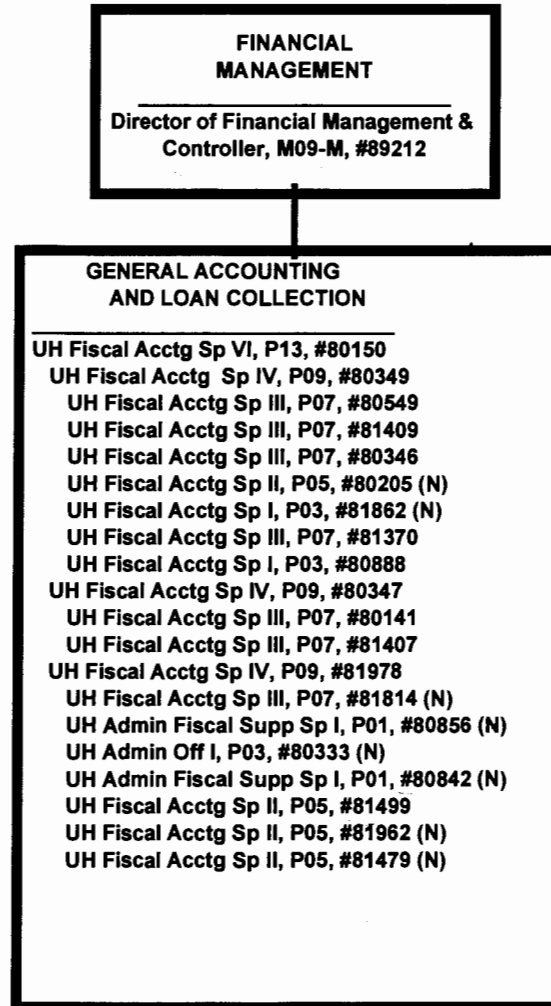 FINANCIAL
MANAGEMENT
Director of Financial Management &
Controller, M09-M, #89212
GENERAL ACCOUNTING
AND LOAN COLLECTION
UH Fiscal Acctg Sp VI, P13, #80150
UH Fiscal Acctg Sp IV, P09, #80349
UH Fiscal Acctg Sp III, P07, #80549
UH Fiscal Acctg Sp III, P07, #81409
UH Fiscal Acctg Sp III, P07, #80346
UH Fiscal Acctg Sp II, P05, #80205 (N)
UH Fiscal Acctg Sp I, P03, #81862 (N)
UH Fiscal Acctg Sp III, P07, #81370
UH Fiscal Acctg Sp I, P03, #80888
UH Fiscal Acctg Sp IV, P09, #80347
UH Fiscal Acctg Sp III, P07, #80141
UH Fiscal Acctg Sp III, P07, #81407
UH Fiscal Acctg Sp IV, P09, #81978
UH Fiscal Acctg Sp III, P07, #81814 (N)
UH Admin Fiscal Supp Sp I, P01, #80856 (N)
UH Admin Off I, P03, #80333 (N)
UH Admin Fiscal Supp Sp I, P01, #80842 (N)
UH Fiscal Acctg Sp II, P05, #81499
UH Fiscal Acctg Sp II, P05, #81962 (N)
UH Fiscal Acctg Sp II, P05, #81479 (N)